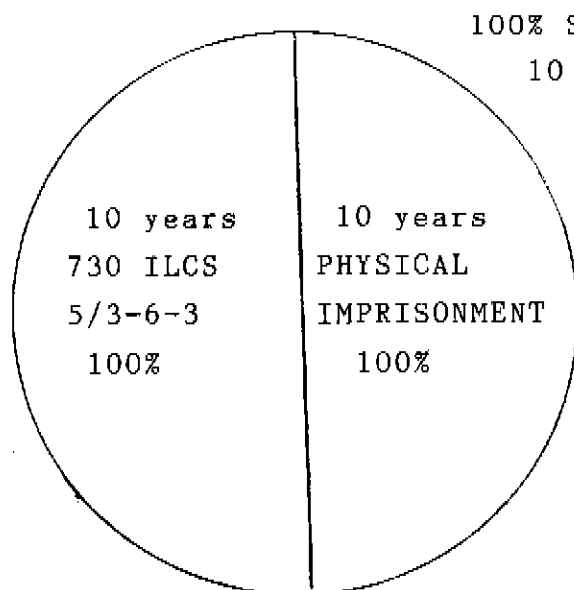 100%
10
10 years
730 ILCS
5/3-6-3
100%
10 years
PHYSICAL
IMPRISONMENT
100%